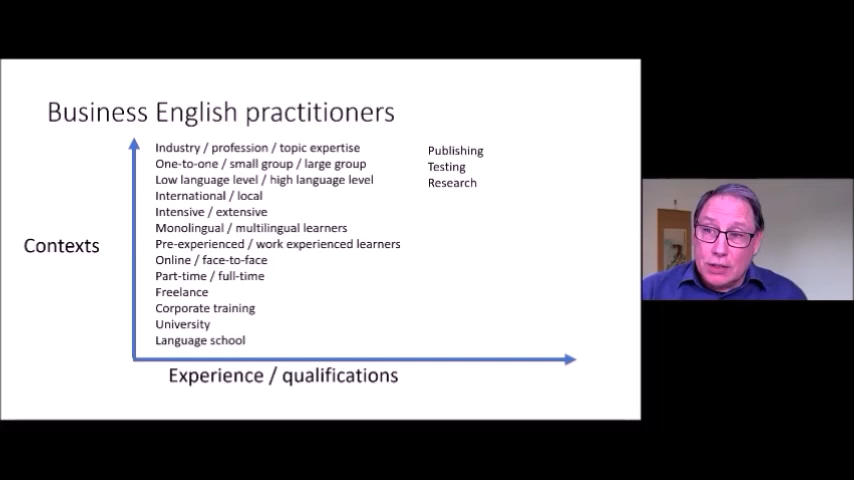 Business English practitioners
Industry / profession / topic expertise
One-to-one / small group / large group
Low language level / high language level
International / local
Intensive / extensive
Monolingual / multilingual learners
Pre-experienced / work experienced learners
Online / face-to-face
Part-time / full-time
Freelance
Corporate training
University
Language school
Publishing
Testing
Research
Contexts
Experience / qualifications